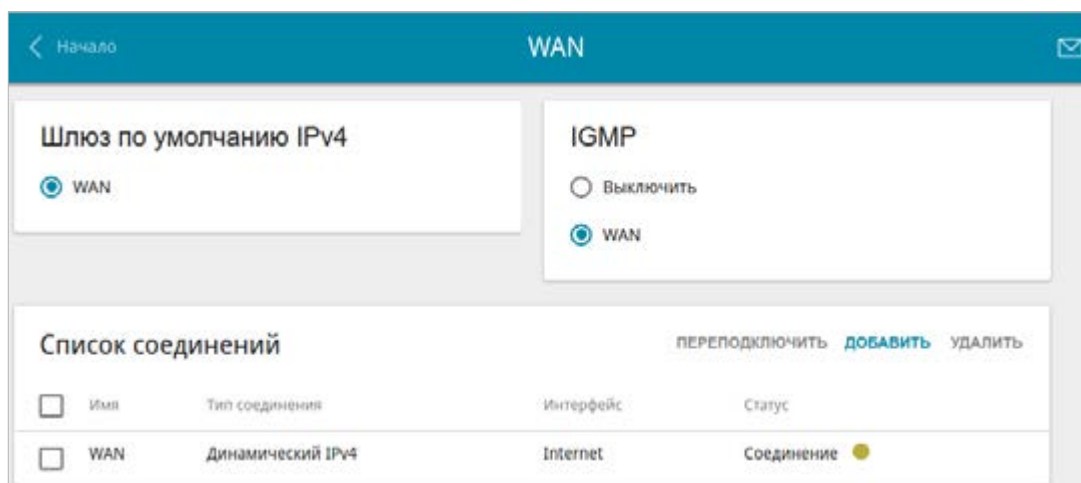 Начало
WAN
Шлюз по умолчанию IPv4
WAN
IGMP
Выключить
WAN
Список соединений
ПЕРЕПОДКЛЮЧИТЬ ДОБАВИТЬ УДАЛИТЬ
Имя Тип соединения Интерфейс Статус
WAN Динамический IPv4 Internet Соединение